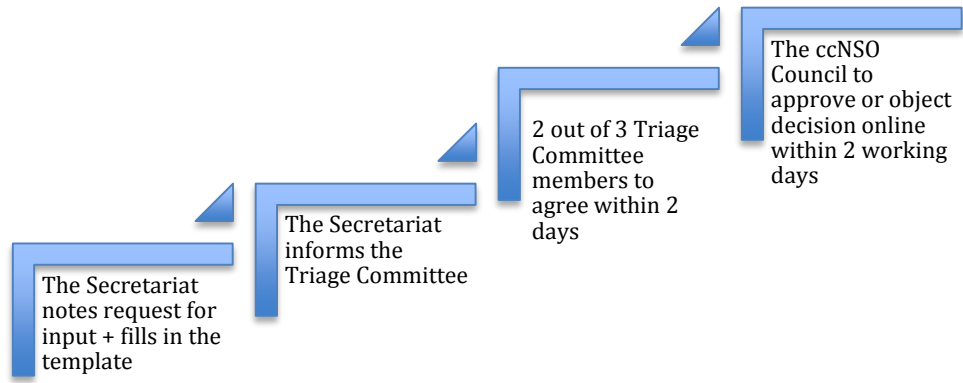 The Secretariat
notes request for
input + fills in the
template
The Secretariat
informs the
Triage Committee
2 out of 3 Triage
Committee
members to
agree within 2
days
The ccNSO
Council to
approve or object
decision online
within 2 working
days